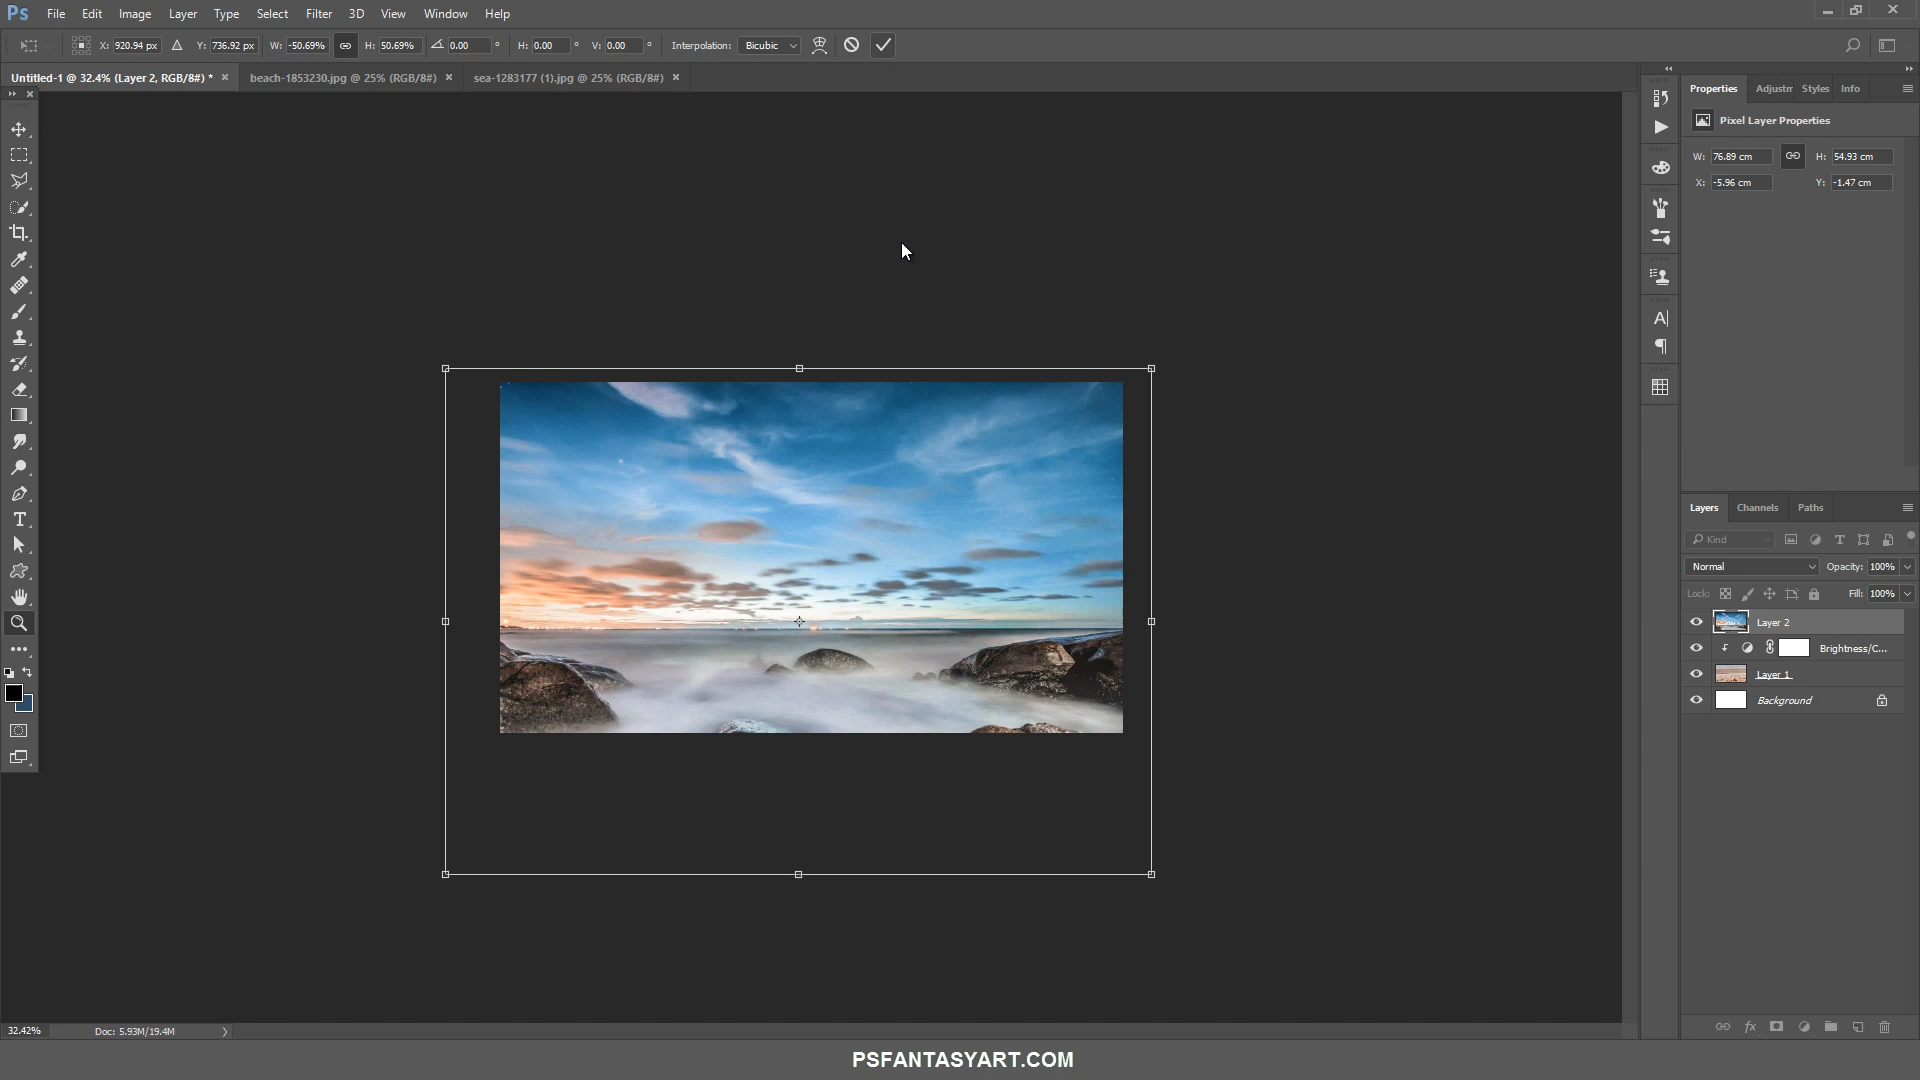 Ps File Edit Image Layer Type Select Filter 3D View Window Help
X: 920.94 px Y: 736.92 px W: -50.69% H: 50.69% 0.00 ° H: 0.00 ° V: 0.00 ° Interpolation: Bicubic
Untitled-1 @ 32.4% (Layer 2, RGB/8#) * × beach-1853230.jpg @ 25% (RGB/8#) × sea-1283177 (1).jpg @ 25% (RGB/8#) ×
Properties Adjustm Styles Info
Pixel Layer Properties
W: 76.89 cm H: 54.93 cm
X: -5.96 cm Y: -1.47 cm
Layers Channels Paths
Kind
Normal Opacity: 100%
Lock: Fill: 100%
Layer 2
Brightness/C...
Layer 1
Background
32.42% Doc: 5.93M/19.4M
PSFANTASYART.COM